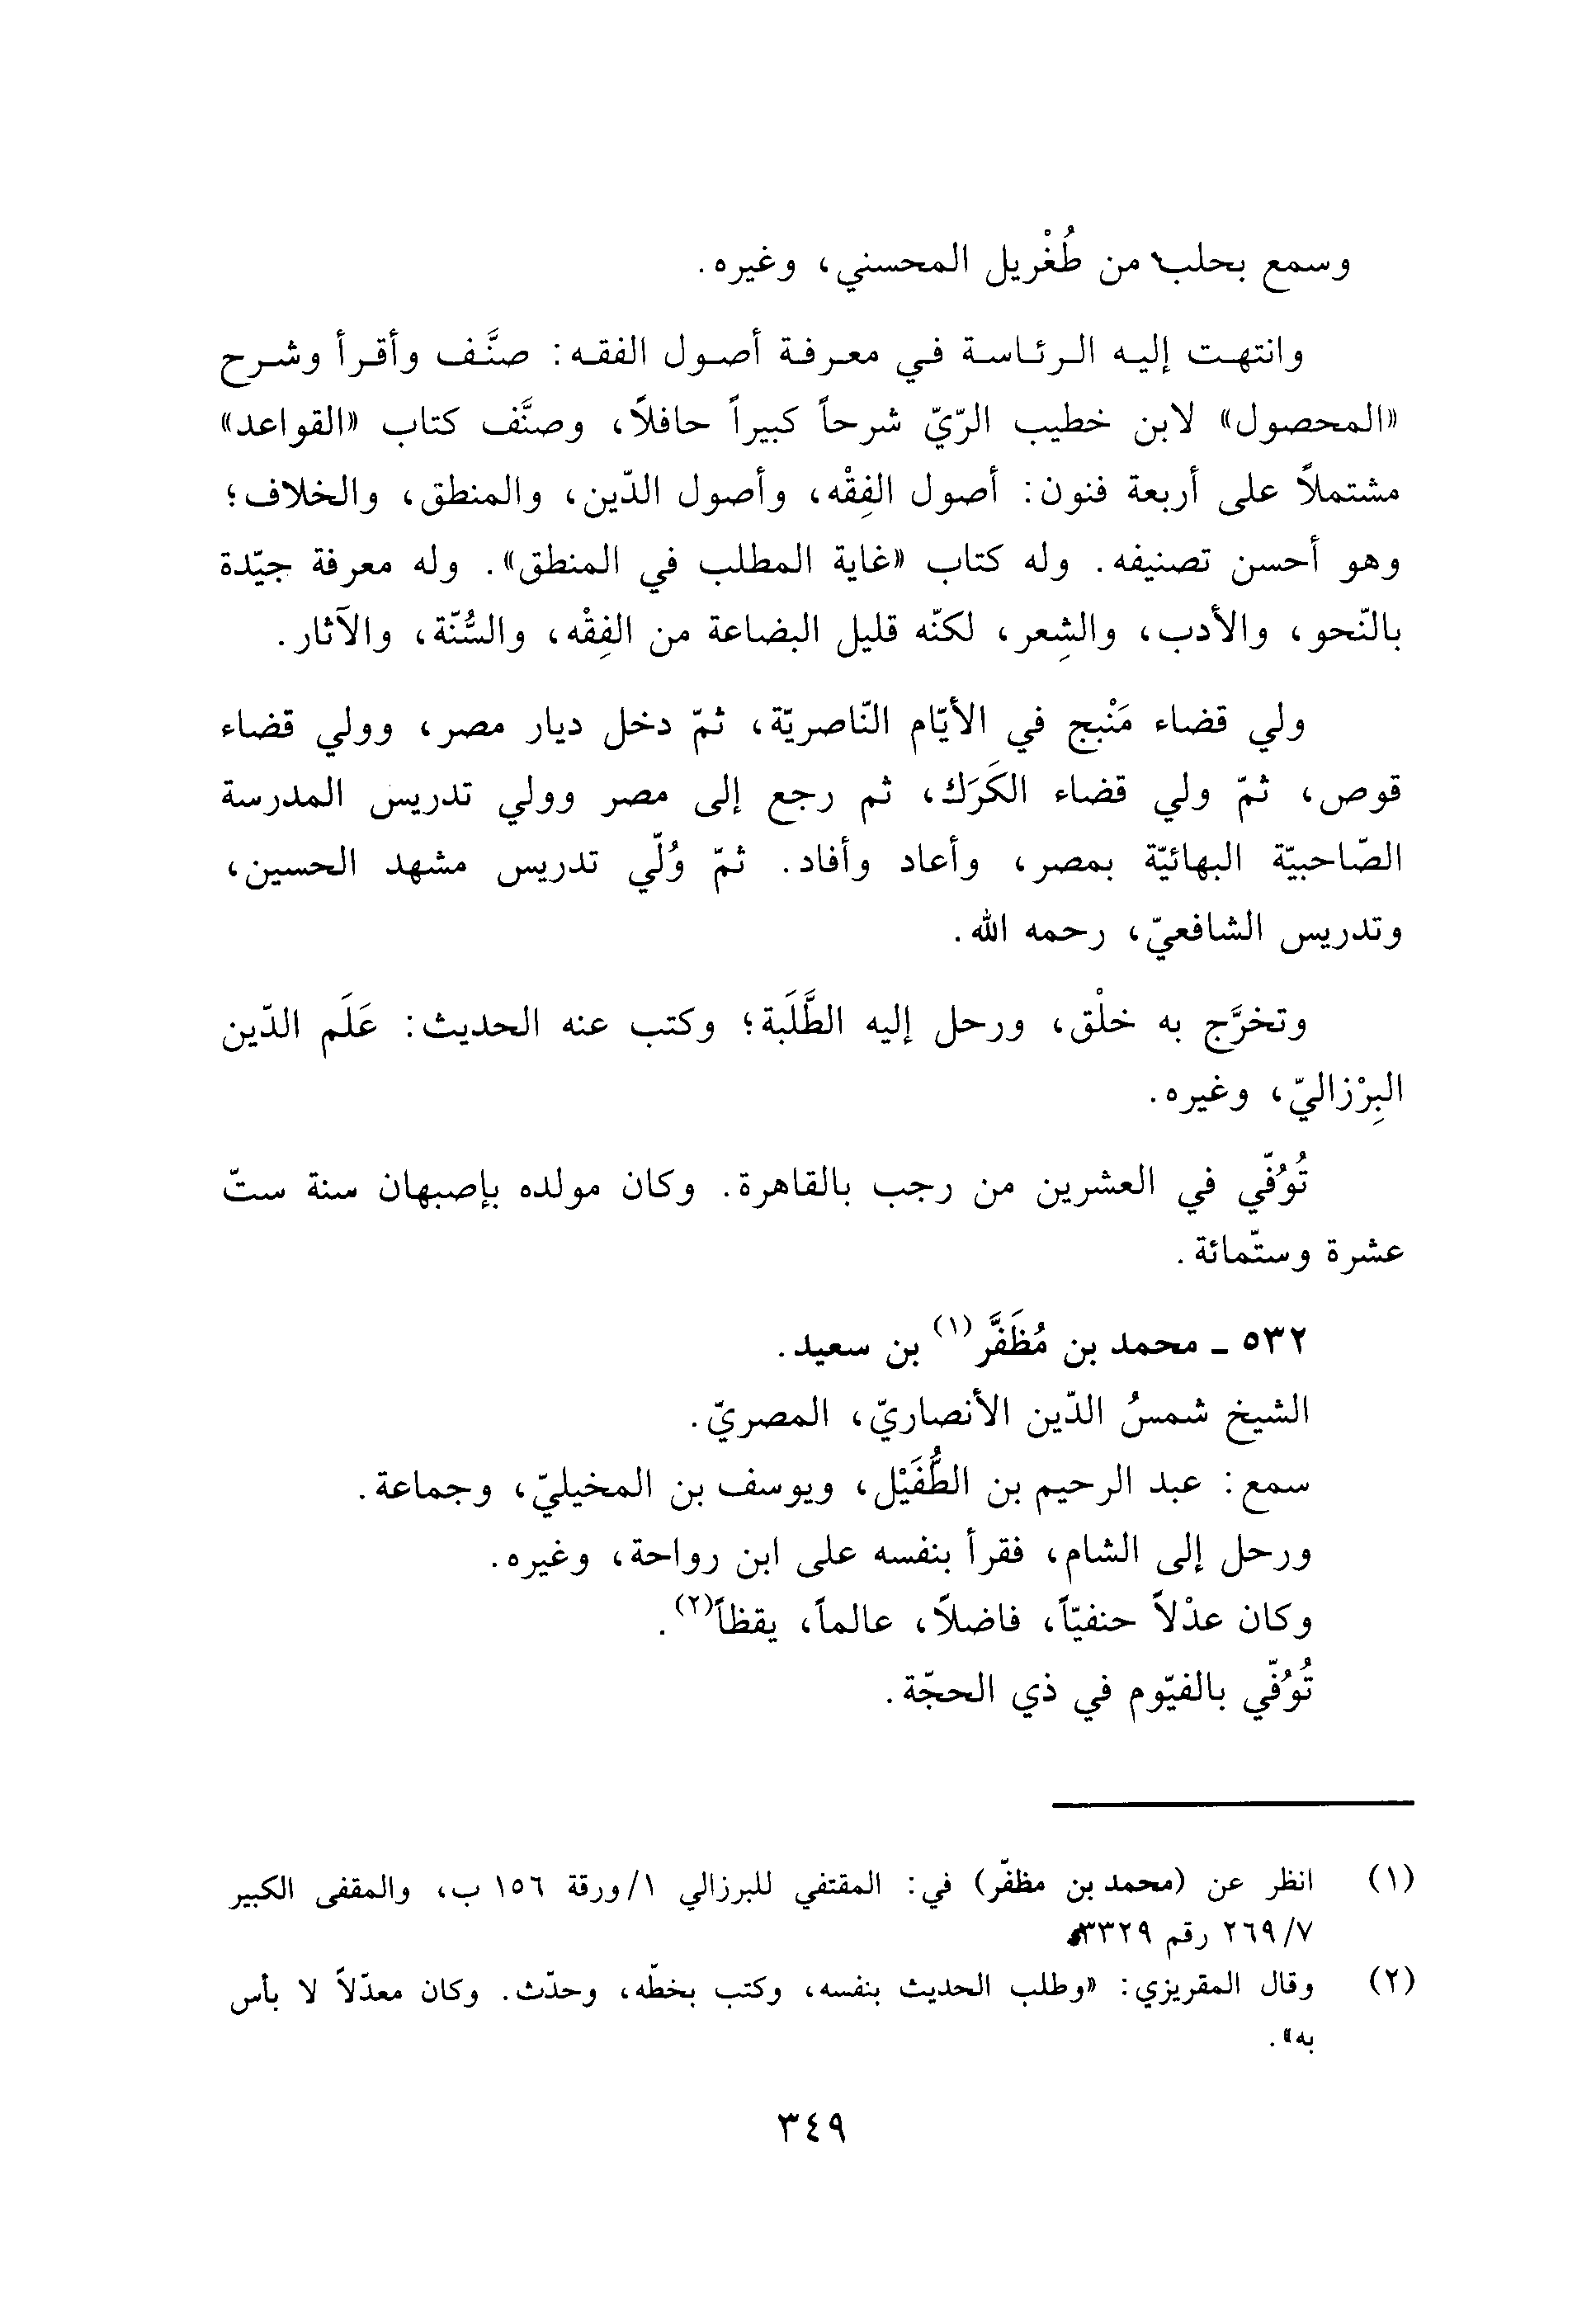 وسمع بحلب من طُغْريل المحسني، وغيره.
وانتهت إليه الرئاسة في معرفة أصول الفقه: صنَّف وأقرأ وشرح
«المحصول» لابن خطيب الرّيّ شرحاً كبيراً حافلاً، وصنَّف كتاب «القواعد»
مشتملاً على أربعة فنون: أصول الفِقْه، وأصول الدّين، والمنطق، والخلاف؛
وهو أحسن تصنيفه. وله كتاب «غاية المطلب في المنطق». وله معرفة جيّدة
بالنّحو، والأدب، والشِعر، لكنّه قليل البضاعة من الفِقْه، والسُّنّة، والآثار.
ولي قضاء مَنْبج في الأيّام النّاصريّة، ثمّ دخل ديار مصر، وولي قضاء
قوص، ثمّ ولي قضاء الكَرَك، ثم رجع إلى مصر وولي تدريس المدرسة
الصّاحبيّة البهائيّة بمصر، وأعاد وأفاد. ثمّ وُلّي تدريس مشهد الحسين،
وتدريس الشافعيّ، رحمه الله.
وتخرَّج به خلْق، ورحل إليه الطَّلَبة؛ وكتب عنه الحديث: عَلَم الدّين
البِرْزاليّ، وغيره.
تُوُفّي في العشرين من رجب بالقاهرة. وكان مولده بإصبهان سنة ستّ
عشرة وستّمائة.
٥٣٢ ـ محمد بن مُظَفَّر(١) بن سعيد.
الشيخ شمسُ الدّين الأنصاريّ، المصريّ.
سمع: عبد الرحيم بن الطُّفَيْل، ويوسف بن المخيليّ، وجماعة.
ورحل إلى الشام، فقرأ بنفسه على ابن رواحة، وغيره.
وكان عدْلاً حنفيّاً، فاضلاً، عالماً، يقظاً(٢).
تُوُفّي بالفيّوم في ذي الحجّة.
(١) انظر عن (محمد بن مظفّر) في: المقتفي للبرزالي ١/ورقة ١٥٦ ب، والمقفى الكبير
٢٦٩/٧ رقم ٣٣٢٩.
(٢) وقال المقريزي: «وطلب الحديث بنفسه، وكتب بخطّه، وحدّث. وكان معدّلاً لا بأس
به».
٣٤٩